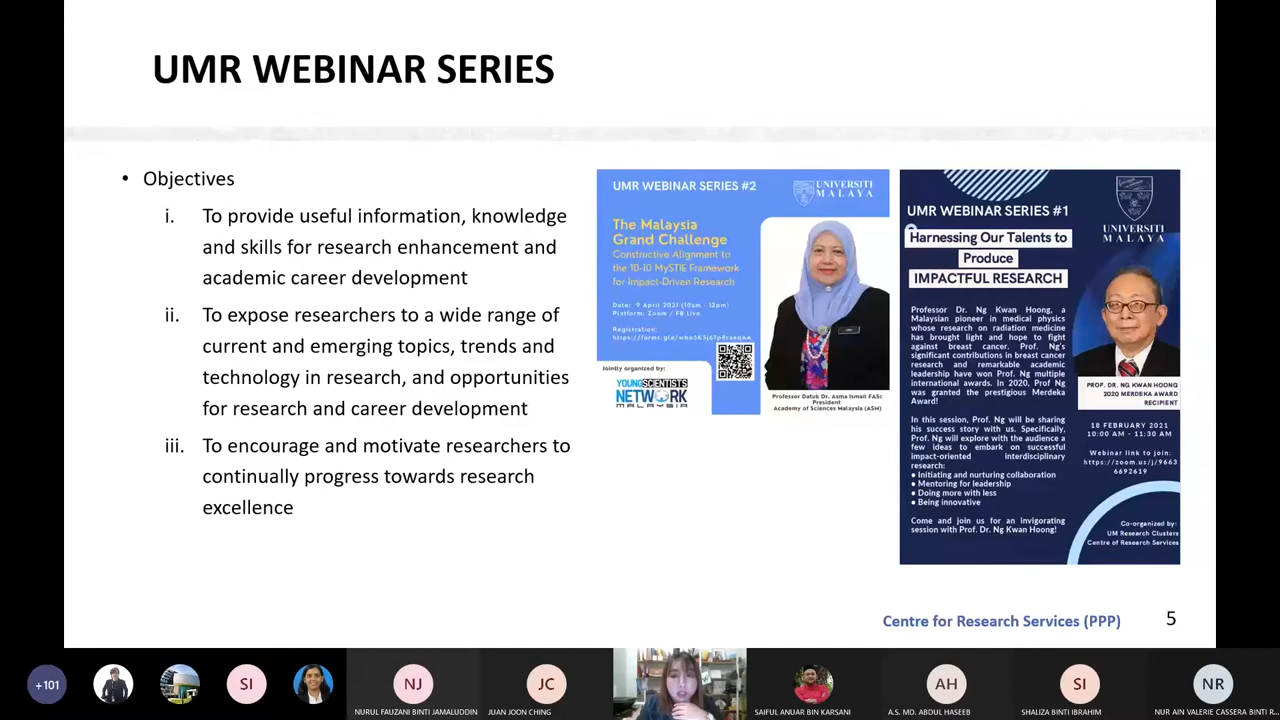 UMR WEBINAR SERIES
• Objectives
i. To provide useful information, knowledge
and skills for research enhancement and
academic career development
ii. To expose researchers to a wide range of
current and emerging topics, trends and
technology in research, and opportunities
for research and career development
iii. To encourage and motivate researchers to
continually progress towards research
excellence
UMR WEBINAR SERIES #2
UNIVERSITI
MALAYA
The Malaysia
Grand Challenge
Constructive Alignment to
the 10-10 MySTIE Framework
for Impact-Driven Research
Date: 9 April 2021 (10am - 12pm)
Platform: Zoom / FB Live
Registration:
Jointly organized by:
YOUNG SCIENTISTS
NETWORK
MALAYSIA
Professor Datuk Dr. Asma Ismail FASc
President
Academy of Sciences Malaysia (ASM)
UMR WEBINAR SERIES #1
UNIVERSITI
MALAYA
Harnessing Our Talents to
Produce
IMPACTFUL RESEARCH
Professor Dr. Ng Kwan Hoong, a
Malaysian pioneer in medical physics
whose research on radiation medicine
has brought light and hope to fight
against breast cancer. Prof. Ng's
significant contributions in breast cancer
research and remarkable academic
leadership have won Prof. Ng multiple
international awards. In 2020, Prof Ng
was granted the prestigious Merdeka
Award!
In this session, Prof. Ng will be sharing
his success story with us. Specifically,
Prof. Ng will explore with the audience a
few ideas to embark on successful
impact-oriented interdisciplinary
research:
● Initiating and nurturing collaboration
● Mentoring for leadership
● Doing more with less
● Being innovative
Come and join us for an invigorating
session with Prof. Dr. Ng Kwan Hoong!
PROF. DR. NG KWAN HOONG
2020 MERDEKA AWARD
RECIPIENT
18 FEBRUARY 2021
10:00 AM - 11:30 AM
Webinar link to join:
https://zoom.us/j/9663
6692619
Co-organized by:
UM Research Clusters
Centre of Research Services
Centre for Research Services (PPP)
5
+101
SI
NJ
NURUL FAUZANI BINTI JAMALUDDIN
JC
JUAN JOON CHING
SAIFUL ANUAR BIN KARSANI
AH
A.S. MD. ABDUL HASEEB
SI
SHALIZA BINTI IBRAHIM
NR
NUR AIN VALERIE CASSERA BINTI R...